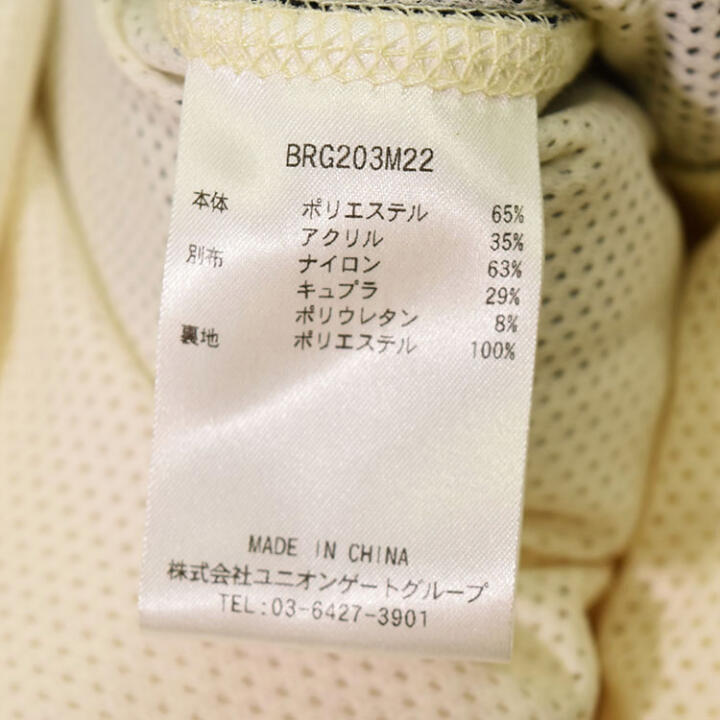 BRG203M22
本体 ポリエステル 65%
アクリル 35%
別布 ナイロン 63%
キュプラ 29%
ポリウレタン 8%
裏地 ポリエステル 100%
MADE IN CHINA
株式会社ユニオンゲートグループ
TEL:03-6427-3901